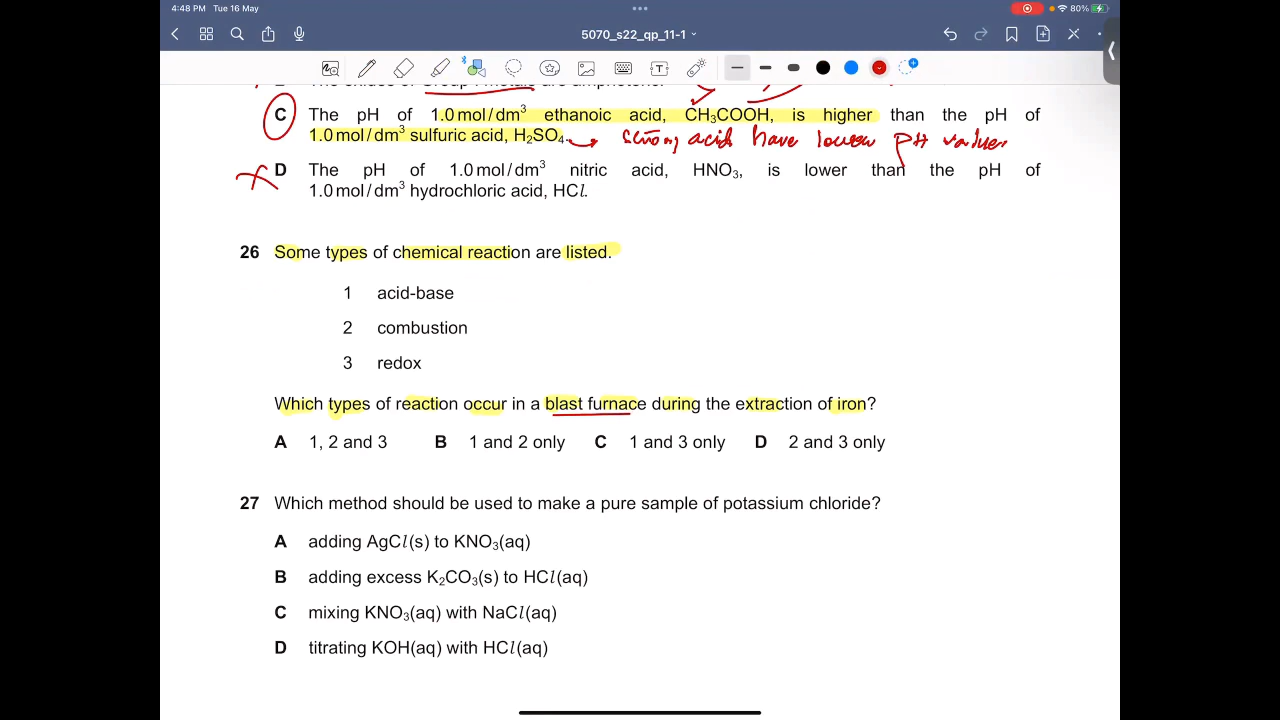 4:48 PM Tue 16 May
80%
5070_s22_qp_11-1
C The pH of 1.0 mol/dm³ ethanoic acid, CH₃COOH, is higher than the pH of
1.0 mol/dm³ sulfuric acid, H₂SO₄. → strong acid have lower pH values
D The pH of 1.0 mol/dm³ nitric acid, HNO₃, is lower than the pH of
1.0 mol/dm³ hydrochloric acid, HCl.
26 Some types of chemical reaction are listed.
1 acid-base
2 combustion
3 redox
Which types of reaction occur in a blast furnace during the extraction of iron?
A 1, 2 and 3 B 1 and 2 only C 1 and 3 only D 2 and 3 only
27 Which method should be used to make a pure sample of potassium chloride?
A adding AgCl(s) to KNO₃(aq)
B adding excess K₂CO₃(s) to HCl(aq)
C mixing KNO₃(aq) with NaCl(aq)
D titrating KOH(aq) with HCl(aq)